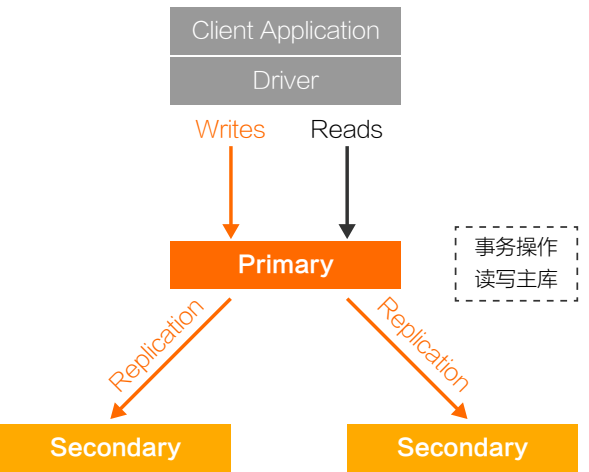 Client Application
Driver
Writes
Reads
Primary
事务操作
读写主库
Replication
Replication
Secondary
Secondary